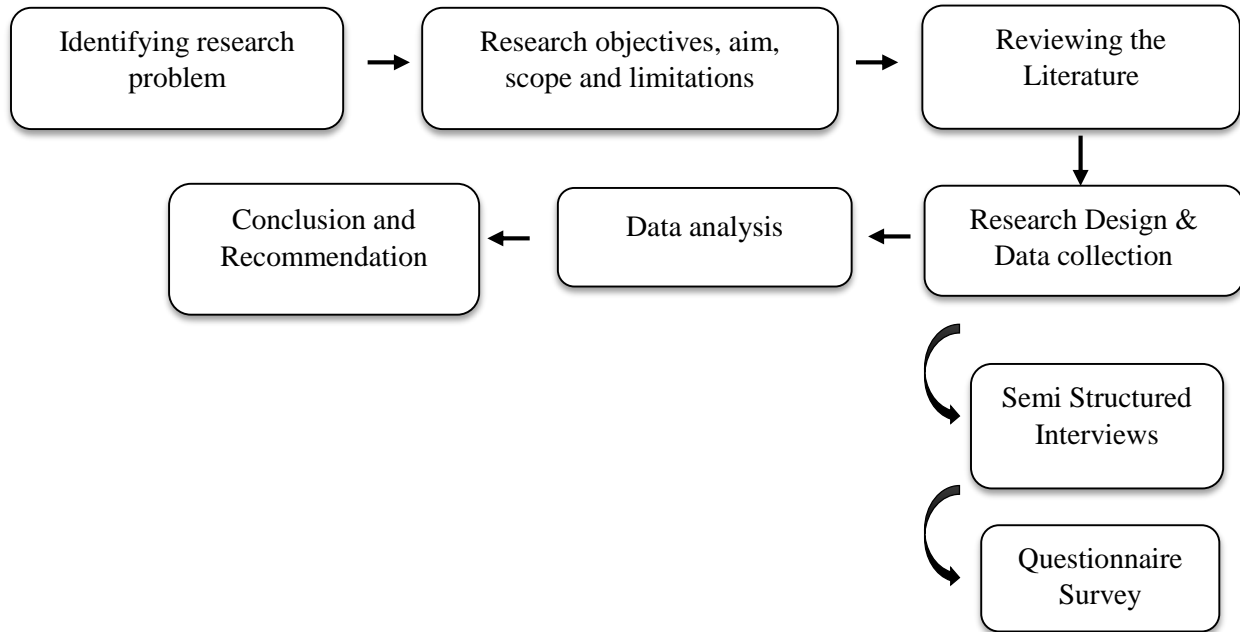 Identifying research
problem
Research objectives, aim,
scope and limitations
Reviewing the
Literature
Conclusion and
Recommendation
Data analysis
Research Design &
Data collection
Semi Structured
Interviews
Questionnaire
Survey